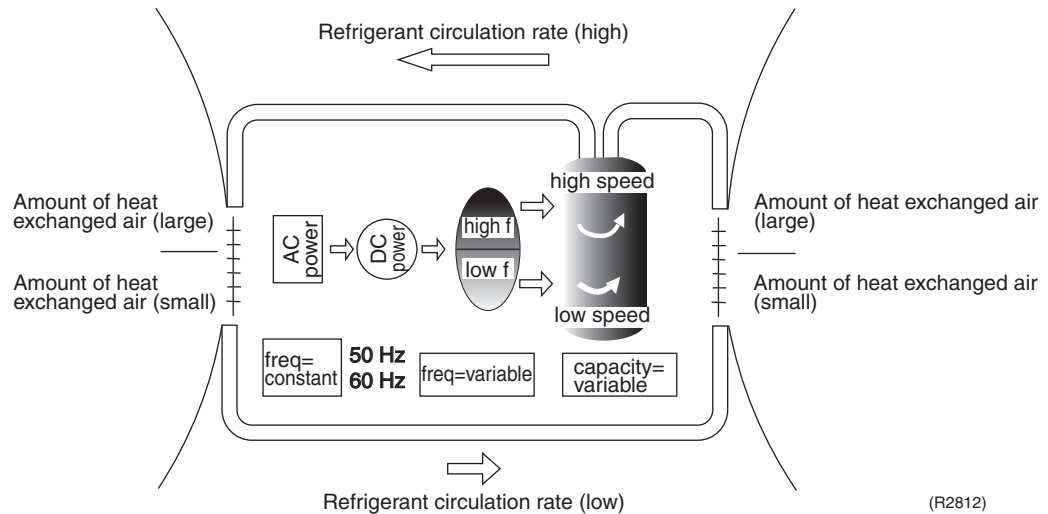 Refrigerant circulation rate (high)
Amount of heat
exchanged air (large)
Amount of heat
exchanged air (small)
AC
power
DC
power
high f
low f
high speed
low speed
Amount of heat exchanged air
(large)
Amount of heat exchanged air
(small)
freq=
constant
50 Hz
60 Hz
freq=variable
capacity=
variable
Refrigerant circulation rate (low)
(R2812)